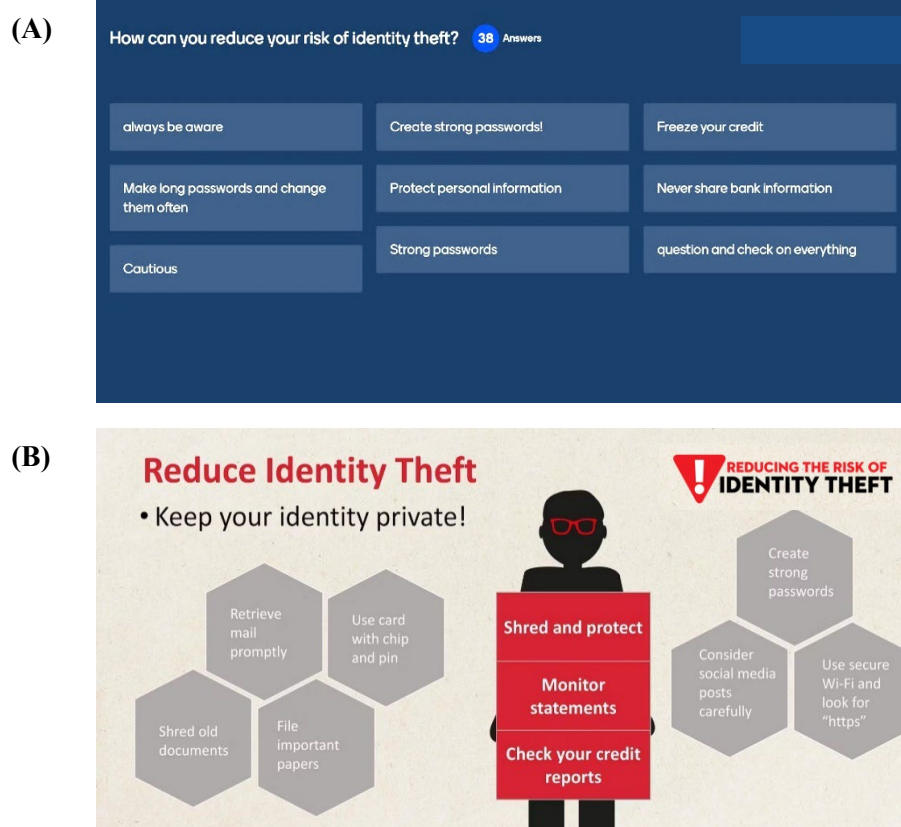 (A)
How can you reduce your risk of identity theft? 38 Answers
always be aware
Create strong passwords!
Freeze your credit
Make long passwords and change
them often
Protect personal information
Never share bank information
Cautious
Strong passwords
question and check on everything
(B)
Reduce Identity Theft
• Keep your identity private!
REDUCING THE RISK OF
IDENTITY THEFT
Retrieve
mail
promptly
Use card
with chip
and pin
Shred old
documents
File
important
papers
Shred and protect
Monitor
statements
Check your credit
reports
Create
strong
passwords
Consider
social media
posts
carefully
Use secure
Wi-Fi and
look for
"https"